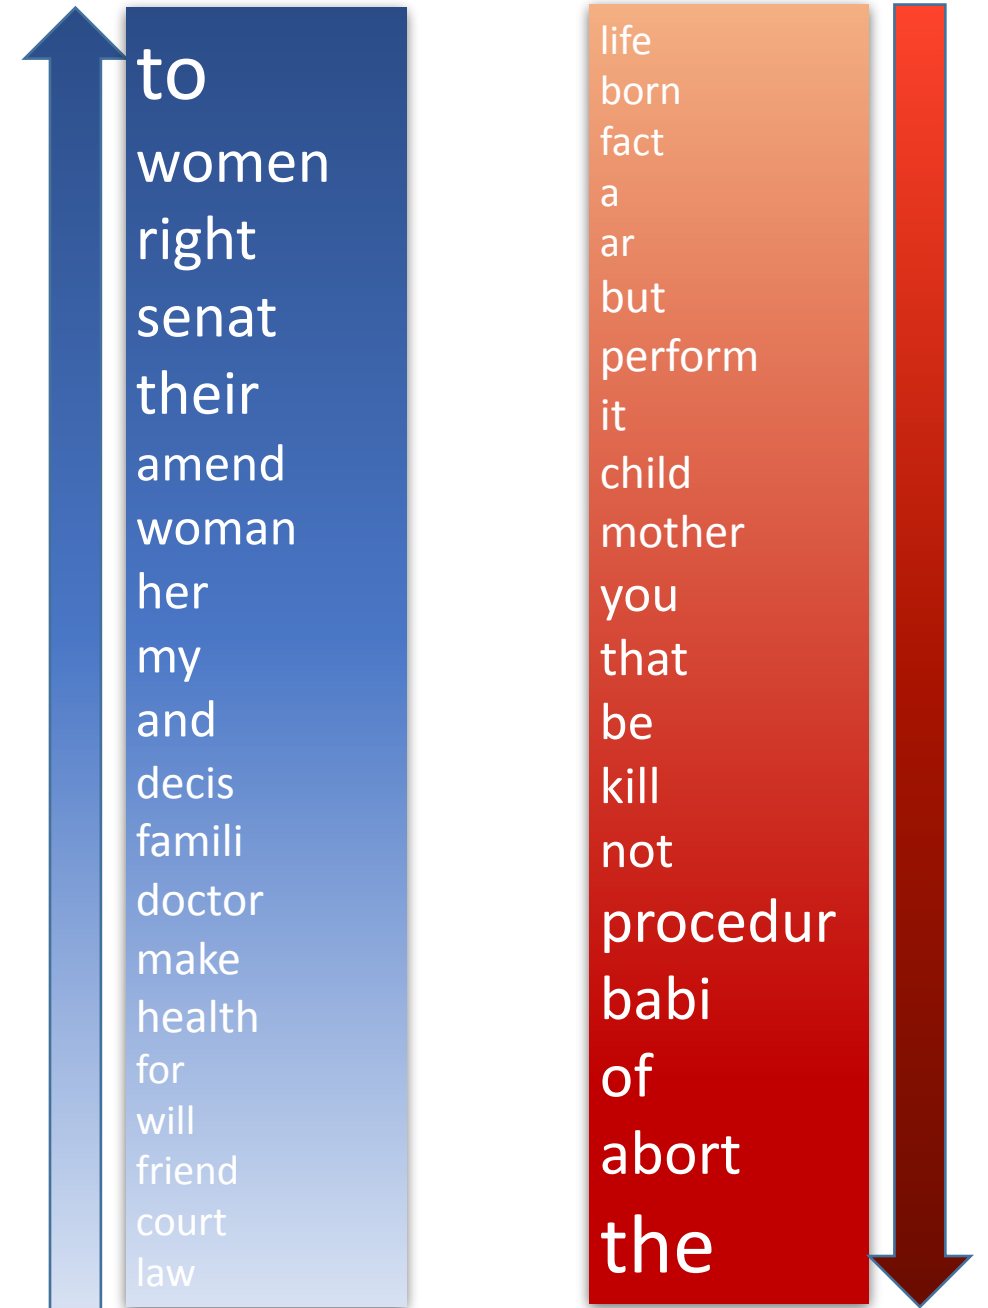 to
women
right
senat
their
amend
woman
her
my
and
decis
famili
doctor
make
health
for
will
friend
court
law
life
born
fact
a
ar
but
perform
it
child
mother
you
that
be
kill
not
procedur
babi
of
abort
the